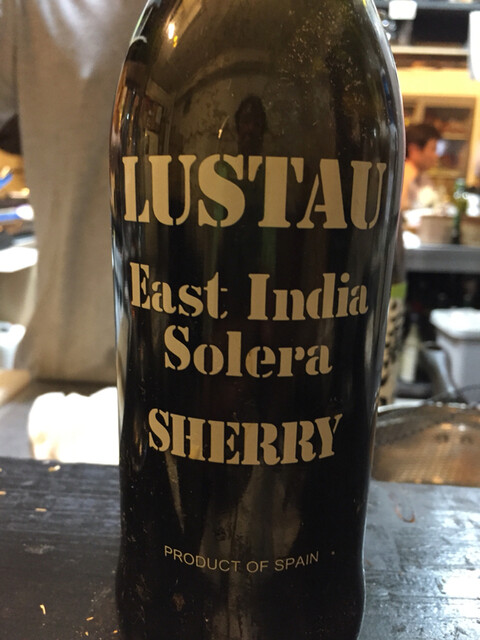 LUSTAU
East India
Solera
SHERRY
PRODUCT OF SPAIN